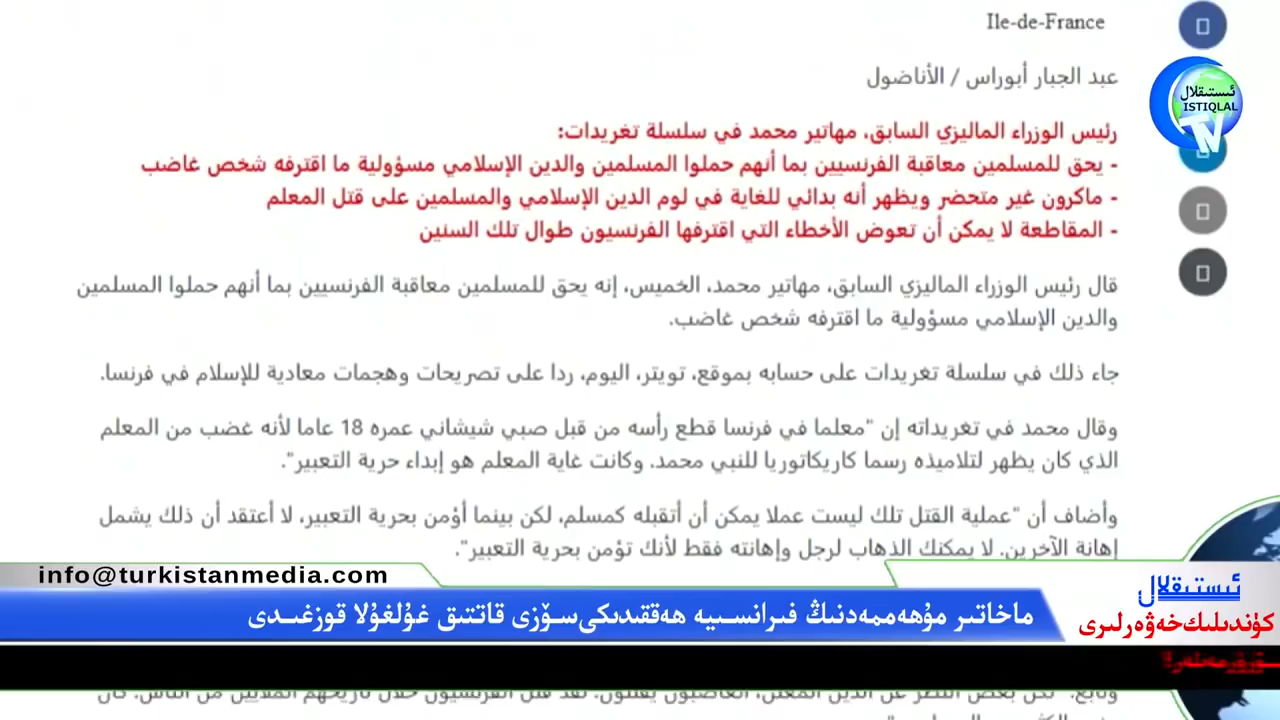 Ile-de-France
عبد الجبار أبوراس / الأناضول
رئيس الوزراء الماليزي السابق، مهاتير محمد في سلسلة تغريدات:
- يحق للمسلمين معاقبة الفرنسيين بما أنهم حملوا المسلمين والدين الإسلامي مسؤولية ما اقترفه شخص غاضب
- ماكرون غير متحضر ويظهر أنه بدائي للغاية في لوم الدين الإسلامي والمسلمين على قتل المعلم
- المقاطعة لا يمكن أن تعوض الأخطاء التي اقترفها الفرنسيون طوال تلك السنين
قال رئيس الوزراء الماليزي السابق، مهاتير محمد، الخميس، إنه يحق للمسلمين معاقبة الفرنسيين بما أنهم حملوا المسلمين
والدين الإسلامي مسؤولية ما اقترفه شخص غاضب.
جاء ذلك في سلسلة تغريدات على حسابه بموقع، تويتر، اليوم، ردا على تصريحات وهجمات معادية للإسلام في فرنسا.
وقال محمد في تغريداته إن "معلما في فرنسا قطع رأسه من قبل صبي شيشاني عمره 18 عاما لأنه غضب من المعلم
الذي كان يظهر لتلاميذه رسما كاريكاتوريا للنبي محمد. وكانت غاية المعلم هو إبداء حرية التعبير".
وأضاف أن "عملية القتل تلك ليست عملا يمكن أن أتقبله كمسلم، لكن بينما أؤمن بحرية التعبير، لا أعتقد أن ذلك يشمل
إهانة الآخرين. لا يمكنك الذهاب لرجل وإهانته فقط لأنك تؤمن بحرية التعبير".
ئىستىقلال
ISTIQLAL
TV
info@turkistanmedia.com
ماخاتىر مۇھەممەدنىڭ فىرانسىيە ھەققىدىكى سۆزى قاتتىق غۇلغۇلا قوزغىدى
ئىستىقلال
كۈندىلىك خەۋەرلىرى